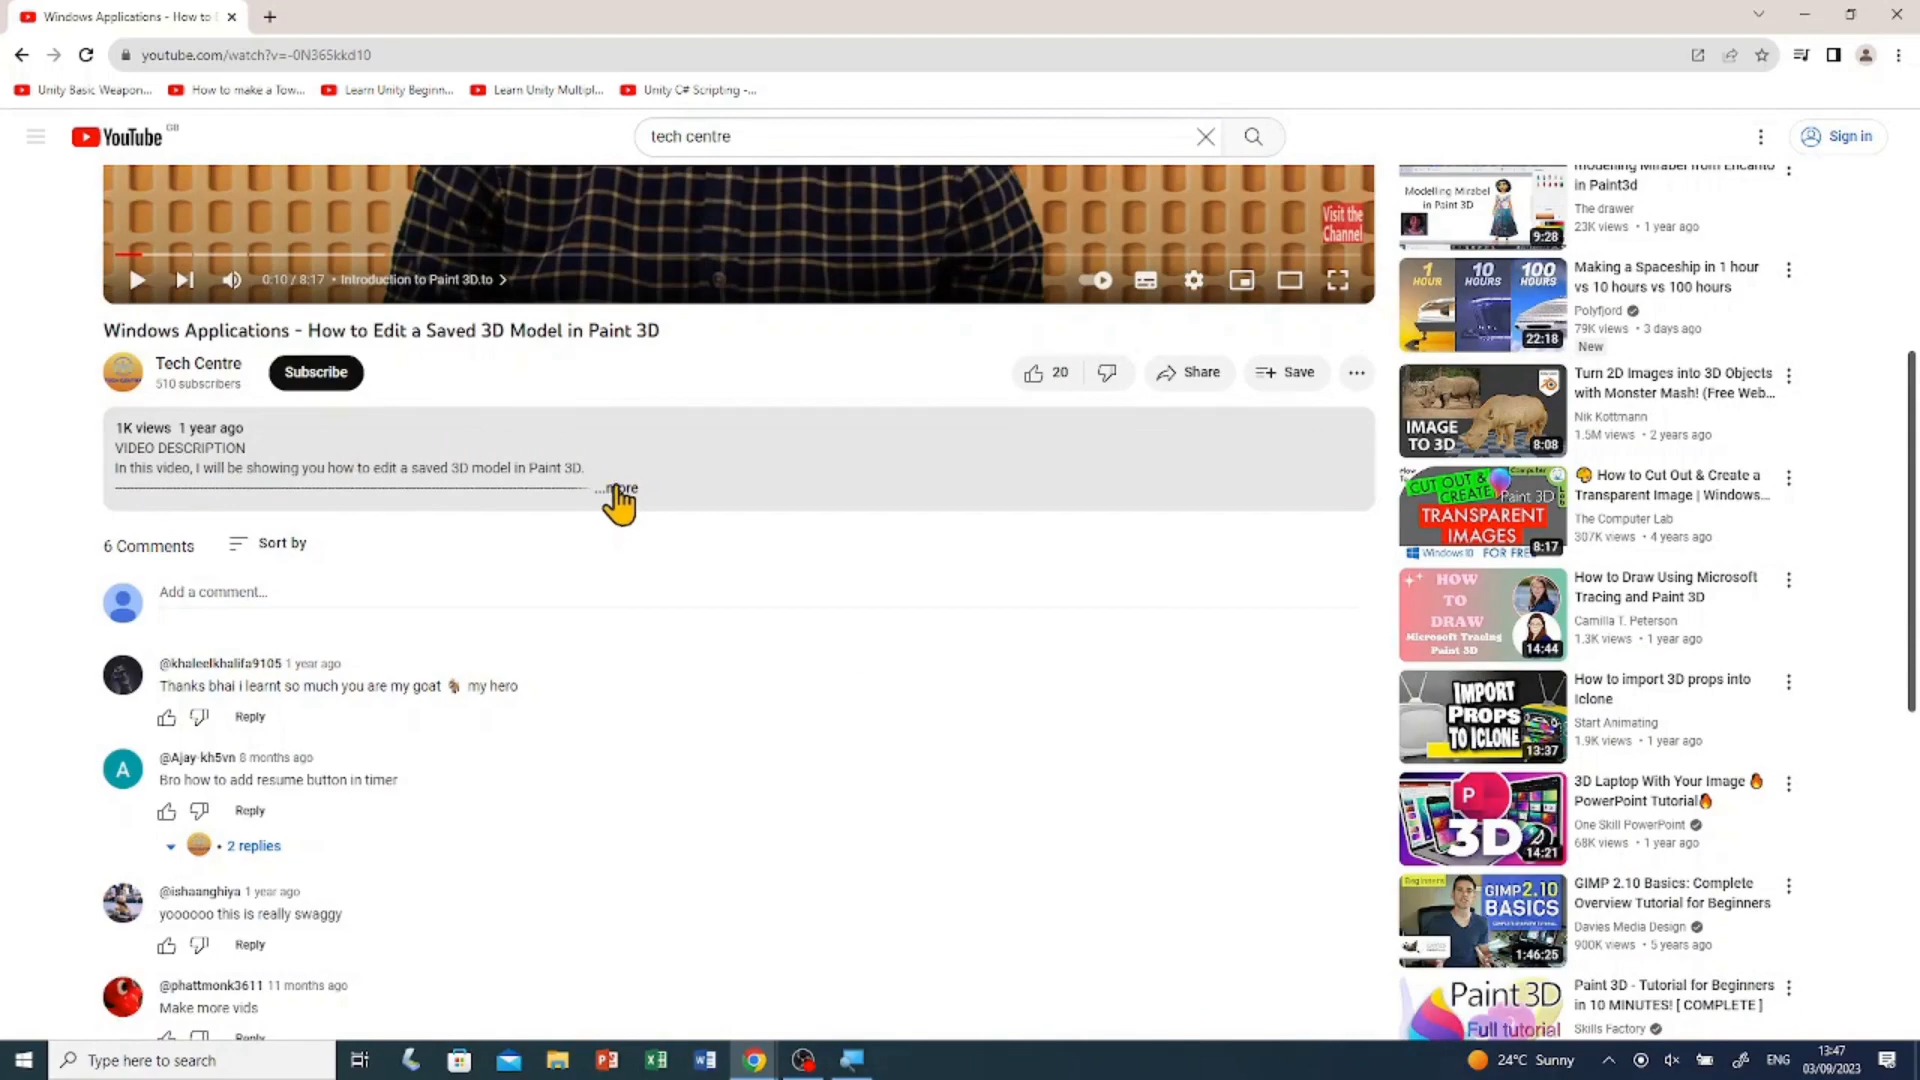 Windows Applications - How to E
youtube.com/watch?v=-0N365kkd10
Unity Basic Weapon...
How to make a Tow...
Learn Unity Beginn...
Learn Unity Multipl...
Unity C# Scripting -...
YouTube GB
tech centre
Sign in
Visit the
Channel
0:10 / 8:17 • Introduction to Paint 3D.to
Windows Applications - How to Edit a Saved 3D Model in Paint 3D
Tech Centre
510 subscribers
Subscribe
20
Share
Save
1K views 1 year ago
VIDEO DESCRIPTION
In this video, I will be showing you how to edit a saved 3D model in Paint 3D.
...more
6 Comments
Sort by
Add a comment...
@khaleelkhalifa9105 1 year ago
Thanks bhai i learnt so much you are my goat 🐐 my hero
Reply
@Ajay-kh5vn 8 months ago
Bro how to add resume button in timer
Reply
• 2 replies
A
@ishaanghiya 1 year ago
yoooooo this is really swaggy
Reply
@phattmonk3611 11 months ago
Make more vids
Modelling Mirabel
in Paint 3D
9:28
modelling Mirabel from Encanto
in Paint3d
The drawer
23K views • 1 year ago
1 HOUR
10 HOURS
100 HOURS
22:18
Making a Spaceship in 1 hour
vs 10 hours vs 100 hours
Polyfjord
79K views • 3 days ago
New
IMAGE
TO 3D
8:08
Turn 2D Images into 3D Objects
with Monster Mash! (Free Web...
Nik Kottmann
1.5M views • 2 years ago
CUT OUT &
CREATE
Paint 3D
TRANSPARENT
IMAGES
Windows 10 FOR FREE
8:17
How to Cut Out & Create a
Transparent Image | Windows...
The Computer Lab
307K views • 4 years ago
HOW
TO
DRAW
Microsoft Tracing
Paint 3D
14:44
How to Draw Using Microsoft
Tracing and Paint 3D
Camilla T. Peterson
1.3K views • 1 year ago
IMPORT
PROPS
TO ICLONE
13:37
How to import 3D props into
Iclone
Start Animating
1.9K views • 1 year ago
P
3D
14:21
3D Laptop With Your Image 🔥
PowerPoint Tutorial🔥
One Skill PowerPoint
68K views • 1 year ago
Beginners
GIMP 2.10
BASICS
1:46:25
GIMP 2.10 Basics: Complete
Overview Tutorial for Beginners
Davies Media Design
900K views • 5 years ago
Paint 3D
Full tutorial
Paint 3D - Tutorial for Beginners
in 10 MINUTES! [ COMPLETE ]
Skills Factory
Type here to search
24°C Sunny
ENG
13:47
03/09/2023